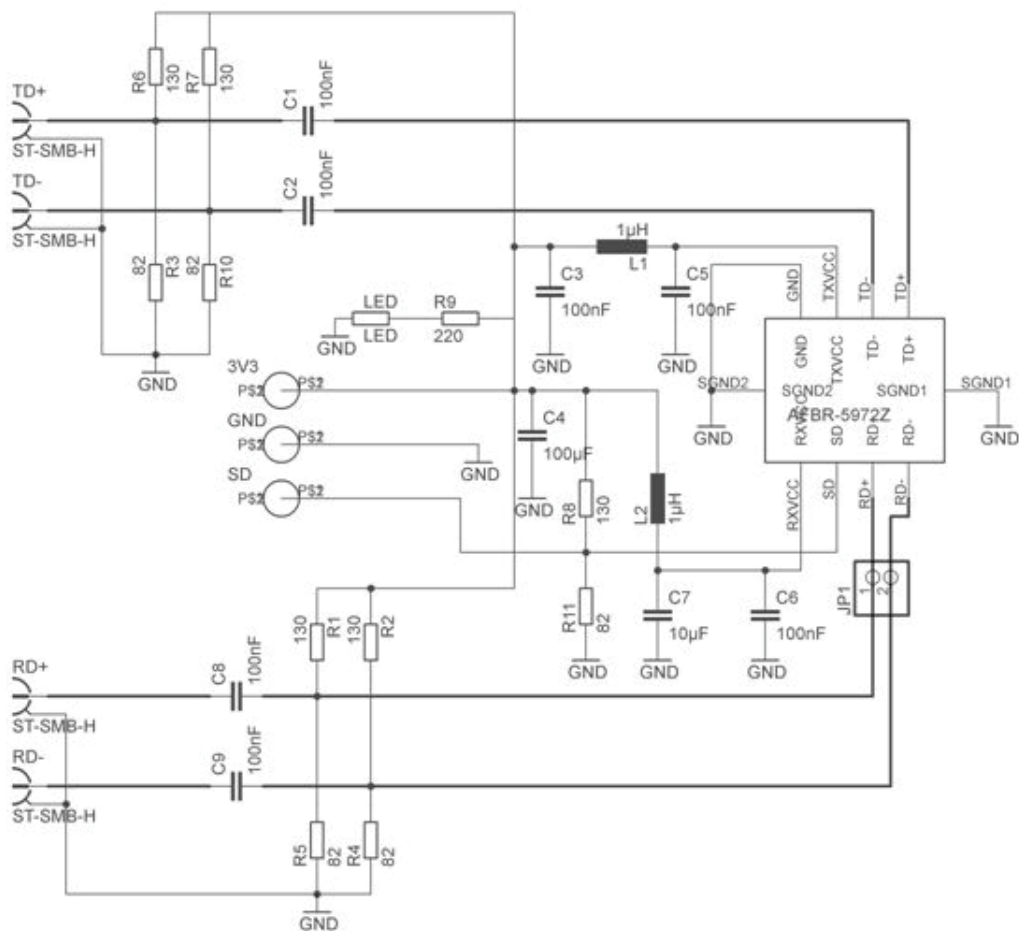 R6
130
R7
130
TD+
ST-SMB-H
C1
100nF
TD-
ST-SMB-H
C2
100nF
82
R3
82
R10
GND
1µH
L1
C3
100nF
GND
C5
100nF
GND
LED
LED
GND
R9
220
GND
TXVCC
TD-
TD+
GND
TXVCC
TD-
TD+
SGND2
SGND2
SGND1
SGND1
AFBR-5972Z
GND
GND
RXVCC
SD
RD+
RD-
RXVCC
SD
RD+
RD-
3V3
P$2
P$2
GND
P$2
P$2
GND
SD
P$2
P$2
C4
100µF
GND
R8
130
L2
1µH
R11
82
GND
C7
10µF
GND
C6
100nF
GND
JP1
1
2
130
R1
130
R2
RD+
ST-SMB-H
C8
100nF
RD-
ST-SMB-H
C9
100nF
R5
82
R4
82
GND